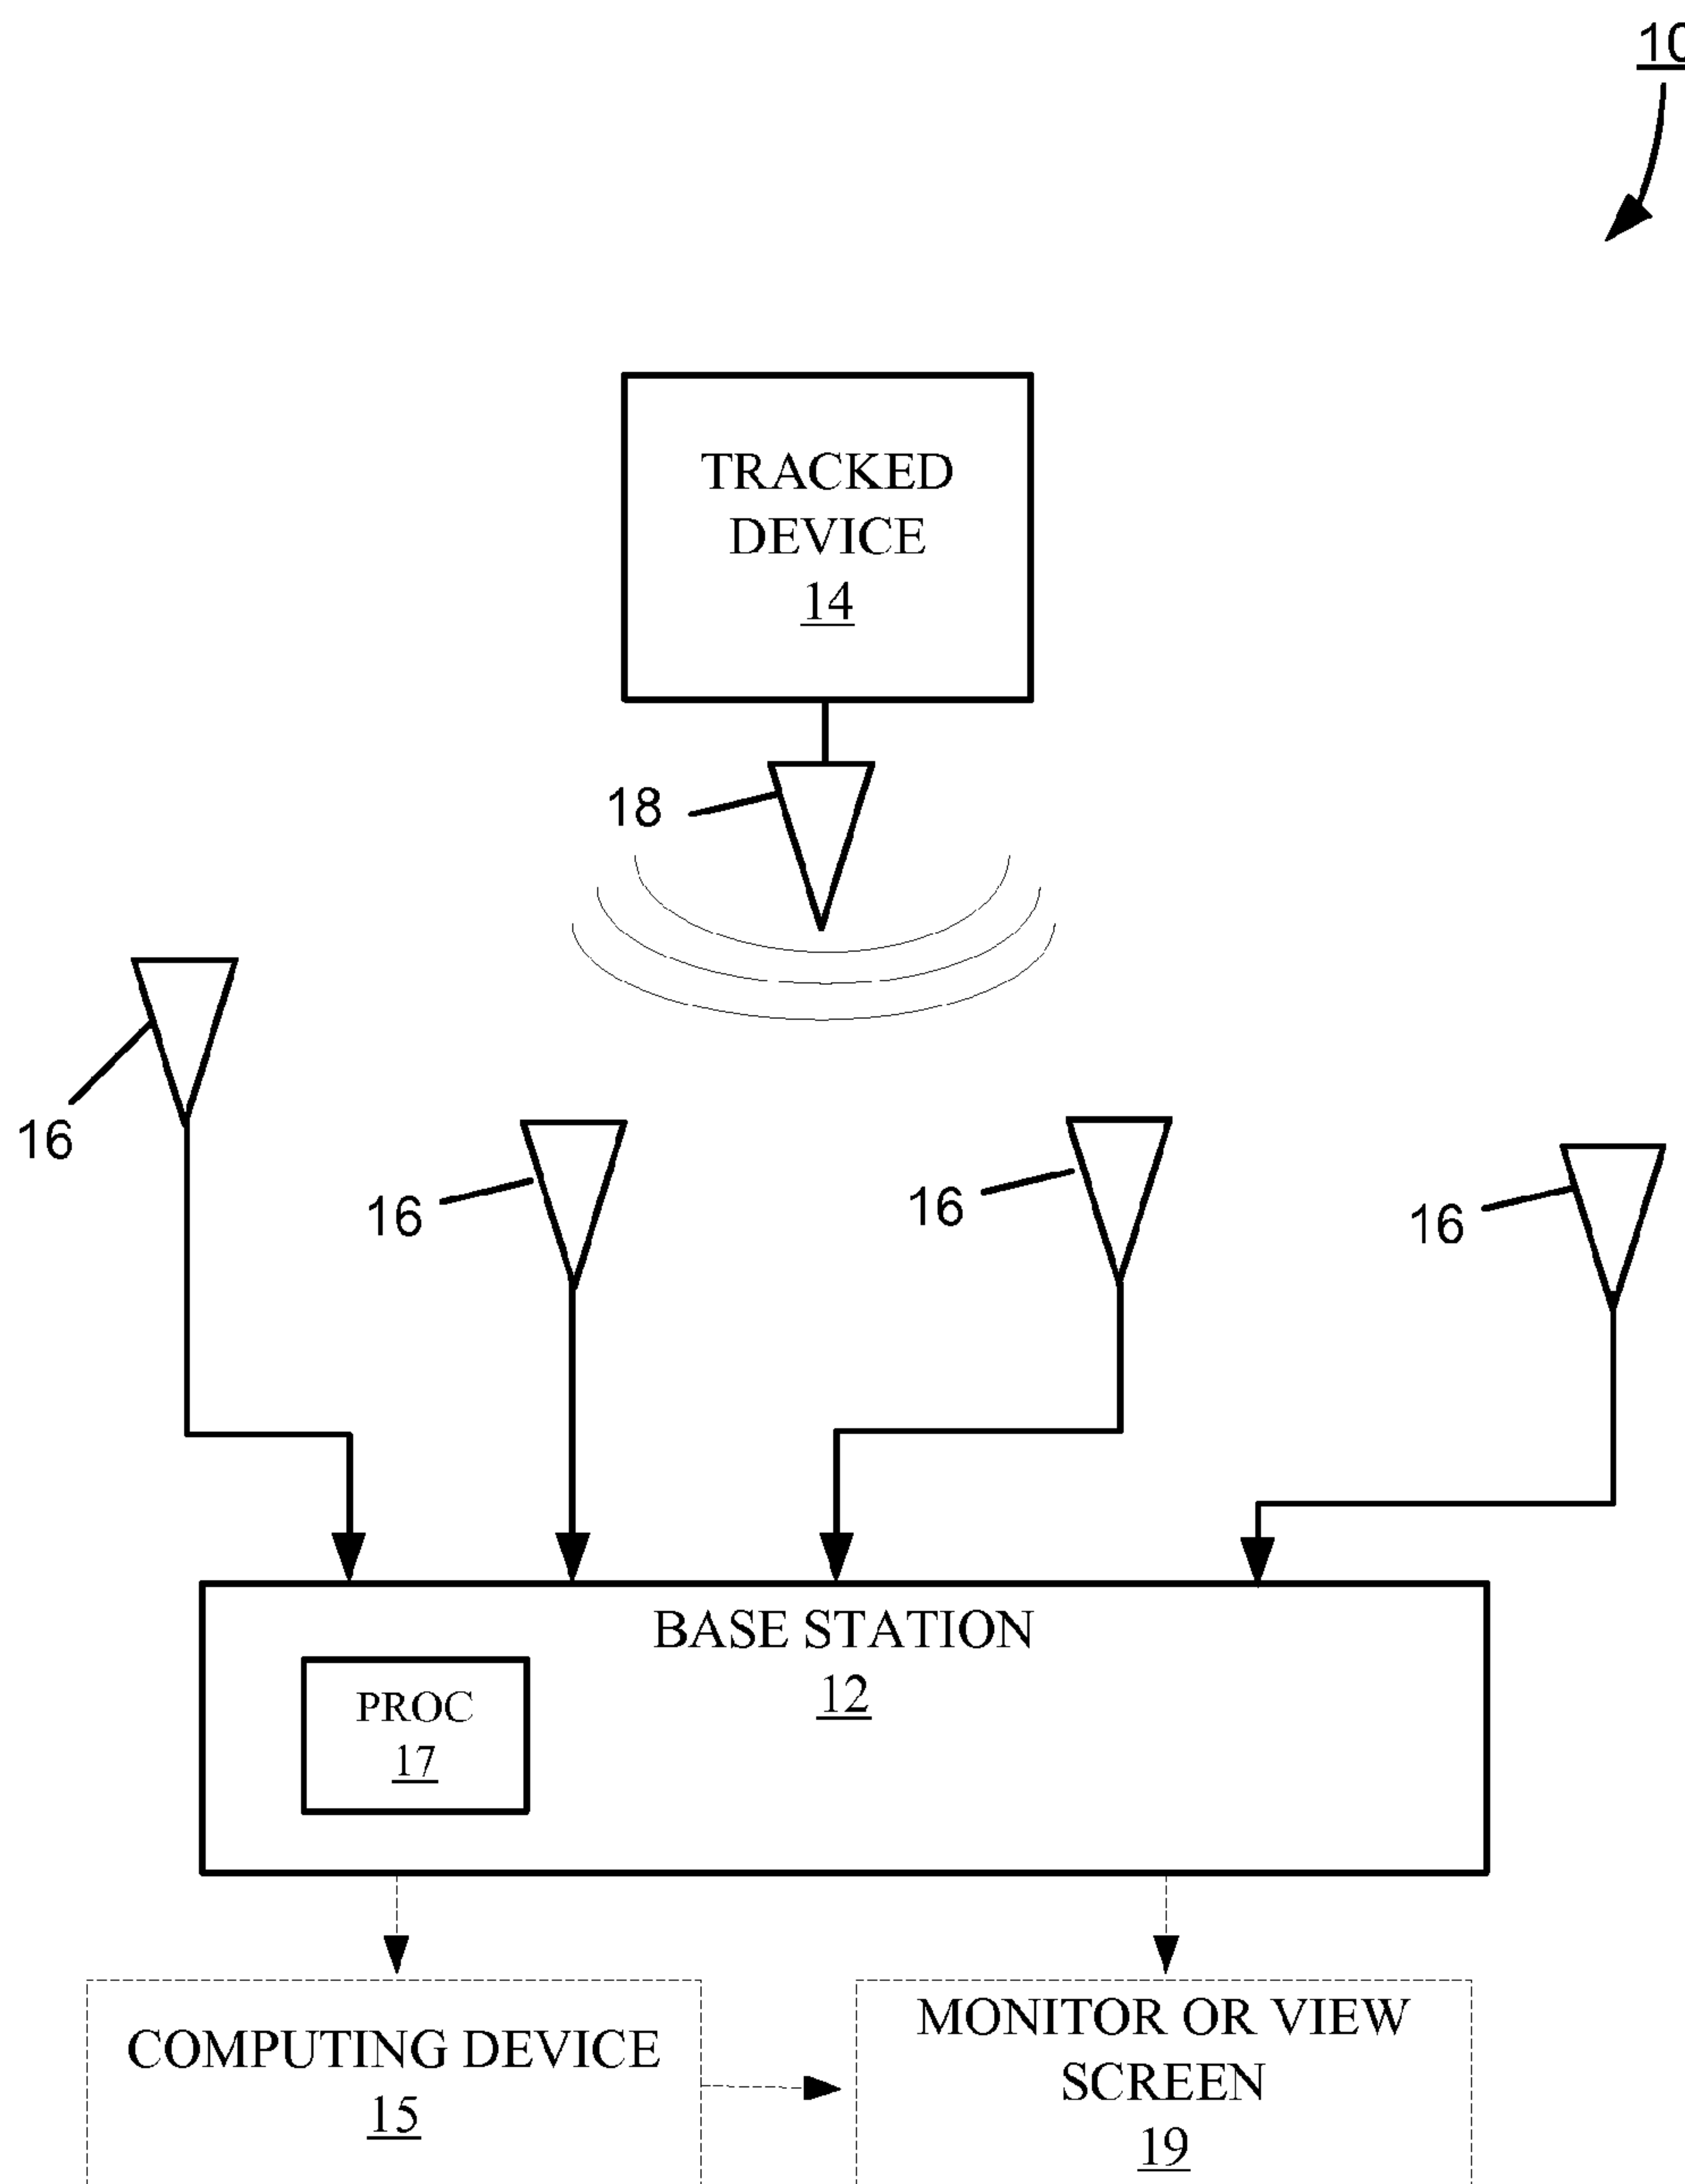 10
TRACKED
DEVICE
14
18
16
16
16
16
BASE STATION
12
PROC
17
COMPUTING DEVICE
15
MONITOR OR VIEW
SCREEN
19